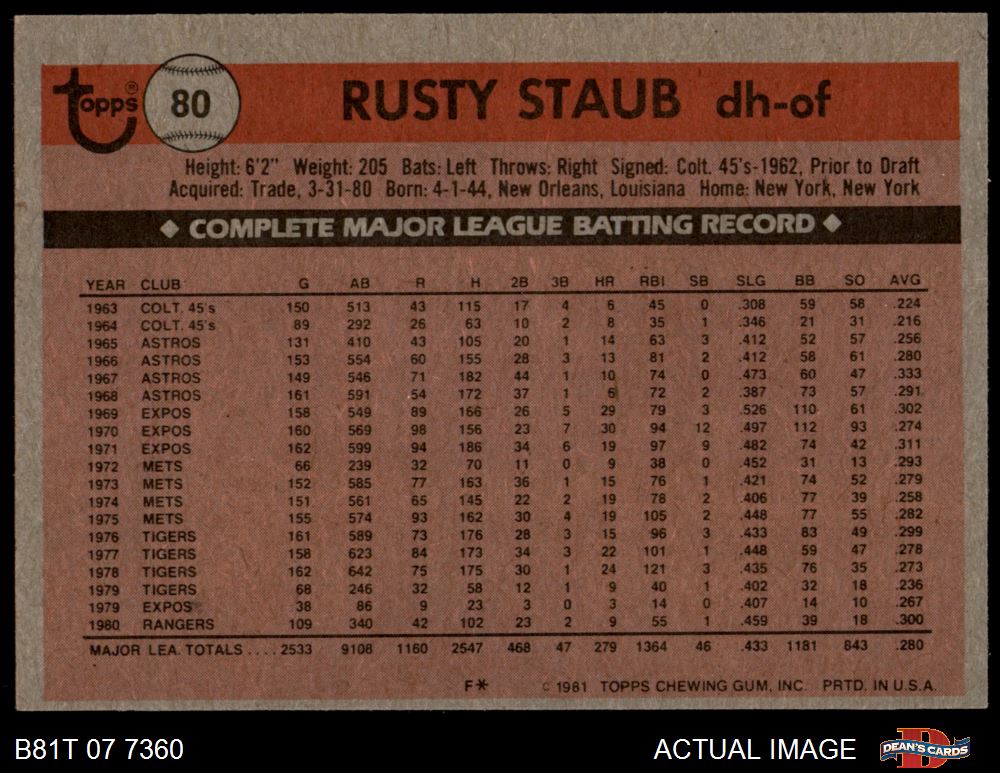 Topps® 80 RUSTY STAUB dh-of
Height: 6'2" Weight: 205 Bats: Left Throws: Right Signed: Colt. 45's-1962, Prior to Draft
Acquired: Trade, 3-31-80 Born: 4-1-44, New Orleans, Louisiana Home: New York, New York
◆ COMPLETE MAJOR LEAGUE BATTING RECORD ◆
YEAR CLUB G AB R H 2B 3B HR RBI SB SLG BB SO AVG
1963 COLT. 45's 150 513 43 115 17 4 6 45 0 .308 59 58 .224
1964 COLT. 45's 89 292 26 63 10 2 8 35 1 .346 21 31 .216
1965 ASTROS 131 410 43 105 20 1 14 63 3 .412 52 57 .256
1966 ASTROS 153 554 60 155 28 3 13 81 2 .412 58 61 .280
1967 ASTROS 149 546 71 182 44 1 10 74 0 .473 60 47 .333
1968 ASTROS 161 591 54 172 37 1 6 72 2 .387 73 57 .291
1969 EXPOS 158 549 89 166 26 5 29 79 3 .526 110 61 .302
1970 EXPOS 160 569 98 156 23 7 30 94 12 .497 112 93 .274
1971 EXPOS 162 599 94 186 34 6 19 97 9 .482 74 42 .311
1972 METS 66 239 32 70 11 0 9 38 0 .452 31 13 .293
1973 METS 152 585 77 163 36 1 15 76 1 .421 74 52 .279
1974 METS 151 561 65 145 22 2 19 78 2 .406 77 39 .258
1975 METS 155 574 93 162 30 4 19 105 2 .448 77 55 .282
1976 TIGERS 161 589 73 176 28 3 15 96 3 .433 83 49 .299
1977 TIGERS 158 623 84 173 34 3 22 101 1 .448 59 47 .278
1978 TIGERS 162 642 75 175 30 1 24 121 3 .435 76 35 .273
1979 TIGERS 68 246 32 58 12 1 9 40 1 .402 32 18 .236
1979 EXPOS 38 86 9 23 3 0 3 14 0 .407 14 10 .267
1980 RANGERS 109 340 42 102 23 2 9 55 1 .459 39 18 .300
MAJOR LEA. TOTALS .... 2533 9108 1160 2547 468 47 279 1364 46 .433 1181 843 .280
F* © 1981 TOPPS CHEWING GUM, INC. PRTD. IN U.S.A.
B81T 07 7360 ACTUAL IMAGE DEAN'S CARDS